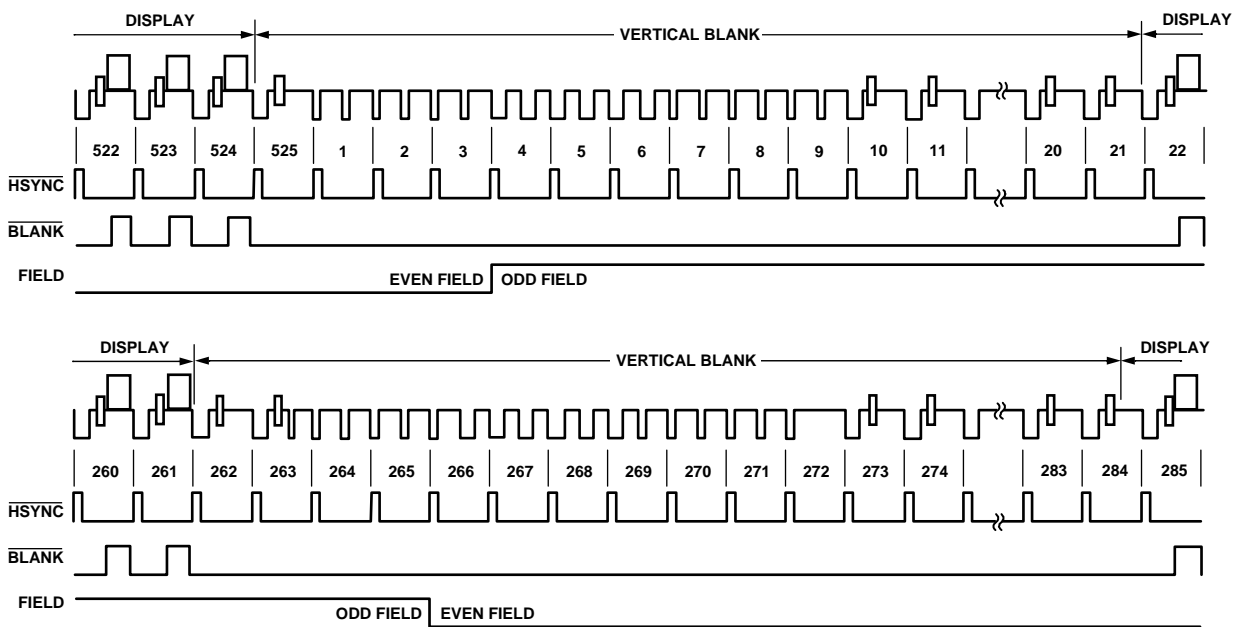 DISPLAY VERTICAL BLANK DISPLAY
522 523 524 525 1 2 3 4 5 6 7 8 9 10 11 20 21 22
HSYNC
BLANK
FIELD EVEN FIELD ODD FIELD
DISPLAY VERTICAL BLANK DISPLAY
260 261 262 263 264 265 266 267 268 269 270 271 272 273 274 283 284 285
HSYNC
BLANK
FIELD ODD FIELD EVEN FIELD